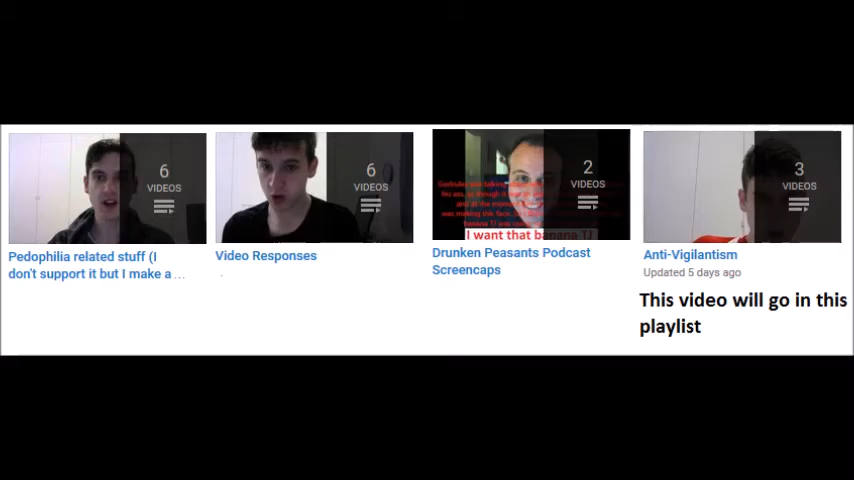 6
VIDEOS
6
VIDEOS
2
VIDEOS
3
VIDEOS
I want that banana TJ
Pedophilia related stuff (I
don't support it but I make a ...
Video Responses
Drunken Peasants Podcast
Screencaps
Anti-Vigilantism
Updated 5 days ago
This video will go in this
playlist